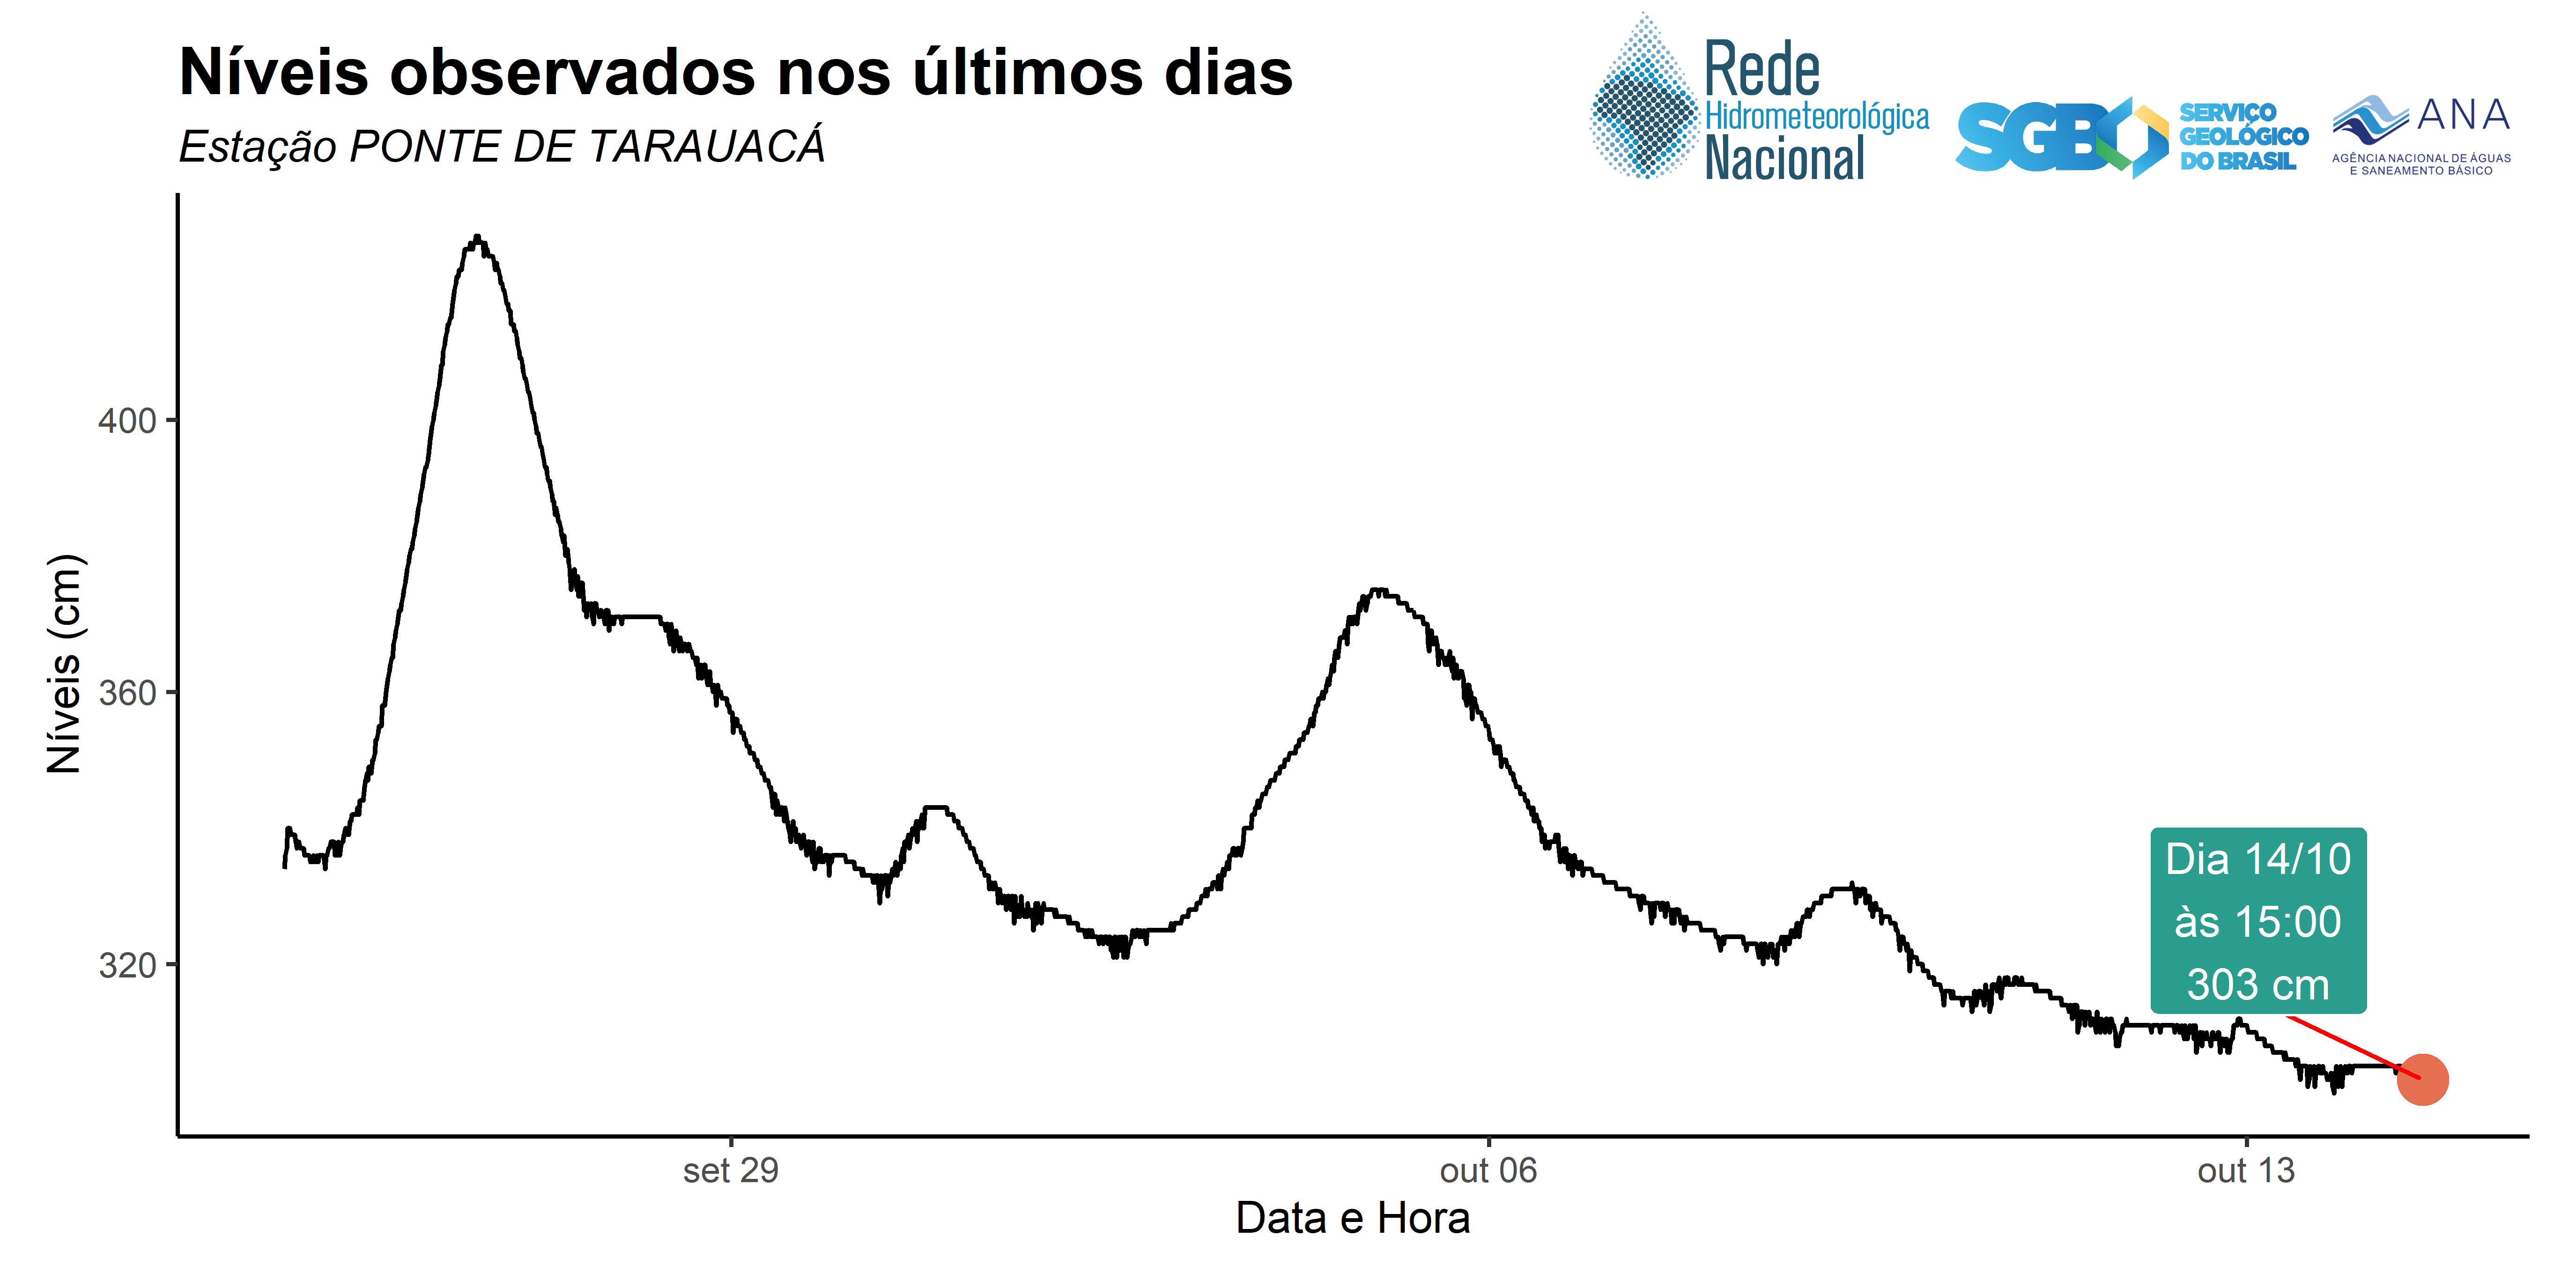 Níveis observados nos últimos dias
Estação PONTE DE TARAUACÁ
Rede
Hidrometeorológica
Nacional
SGB
SERVIÇO
GEOLÓGICO
DO BRASIL
ANA
AGÊNCIA NACIONAL DE ÁGUAS
E SANEAMENTO BÁSICO
Níveis (cm)
400
360
320
Dia 14/10
às 15:00
303 cm
set 29
out 06
out 13
Data e Hora